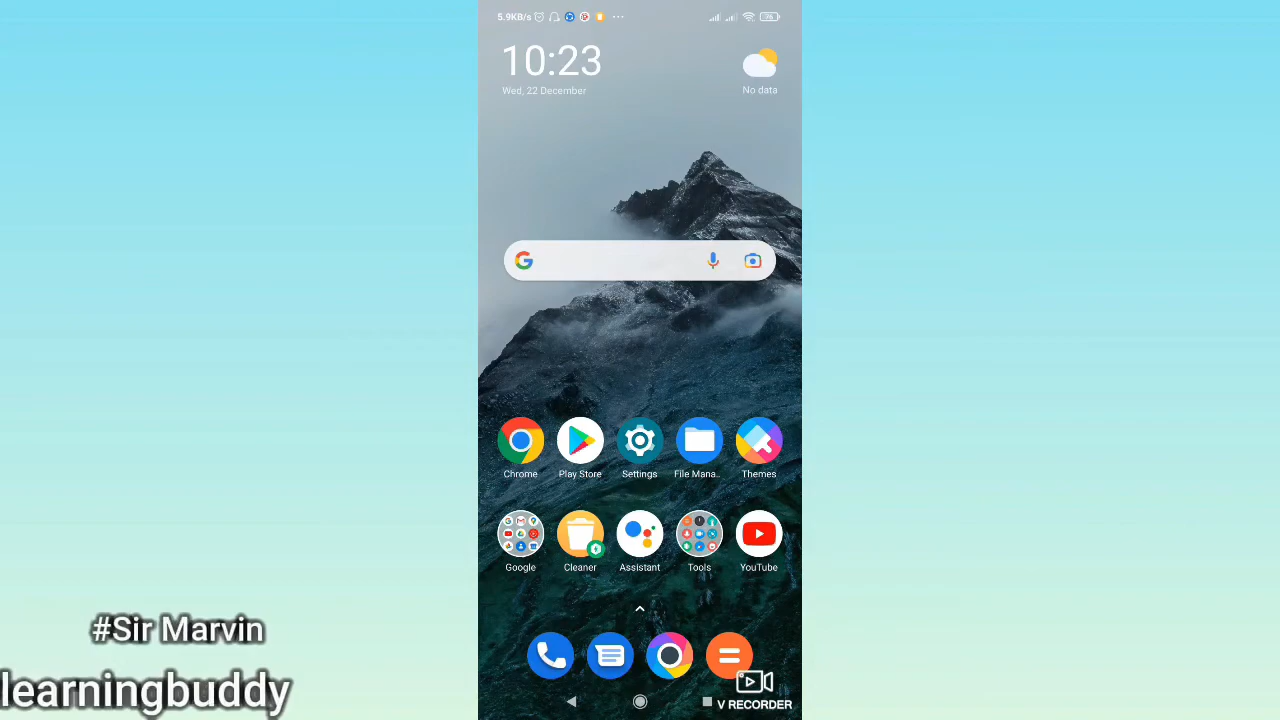 5.9KB/s
10:23
Wed, 22 December
No data
Chrome
Play Store
Settings
File Mana..
Themes
Google
Cleaner
Assistant
Tools
YouTube
V RECORDER
#Sir Marvin
learningbuddy